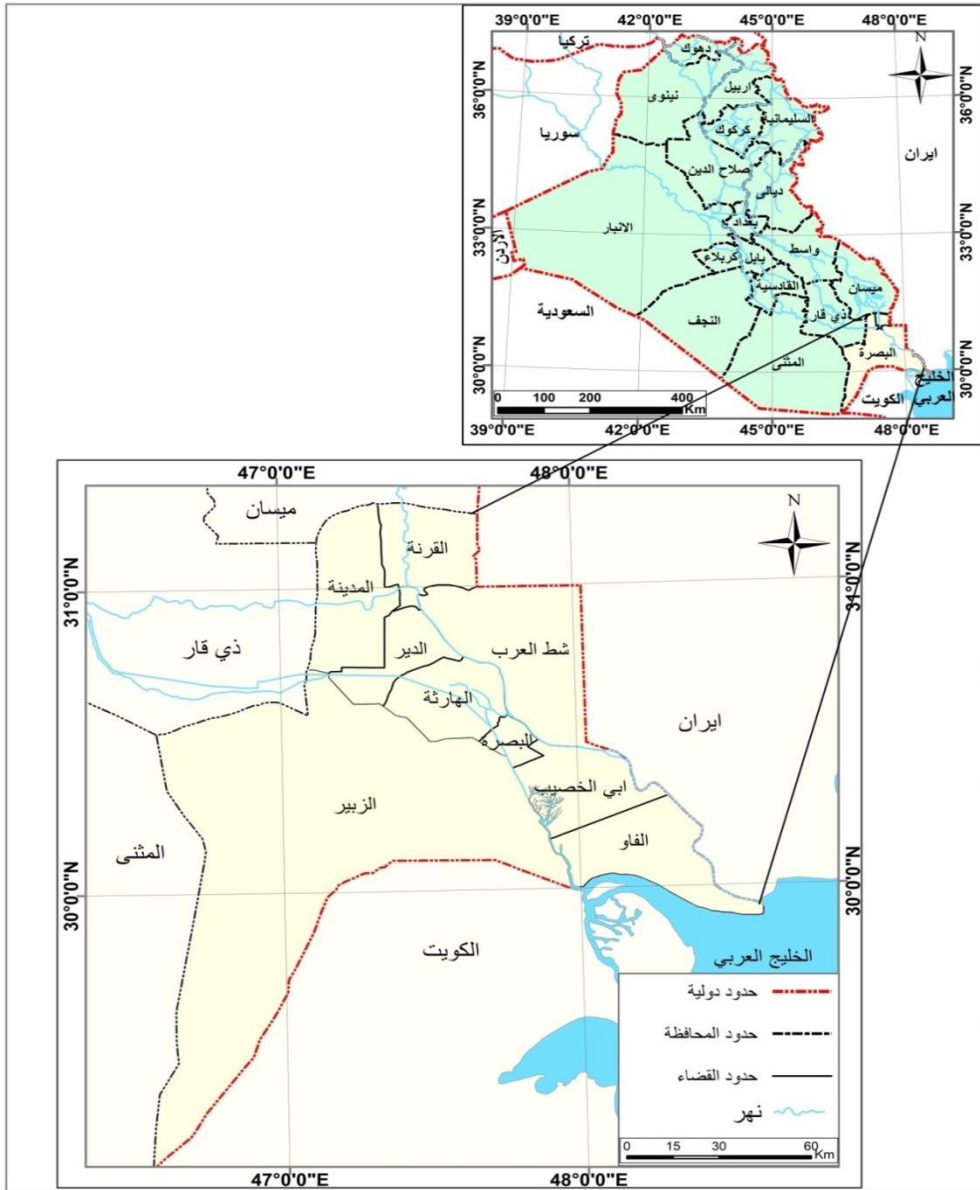 39°0'0"E 42°0'0"E 45°0'0"E 48°0'0"E
N
تركيا
دهوك
اربيل
نينوى
السليمانية
كركوك
سوريا
ايران
صلاح الدين
ديالى
بغداد
الانبار
واسط
كربلاء
بابل
الاردن
القادسية
ميسان
السعودية
النجف
ذي قار
البصرة
المثنى
الخليج
العربي
الكويت
36°0'0"N
33°0'0"N
30°0'0"N
36°0'0"N
33°0'0"N
30°0'0"N
0 100 200 400
Km
39°0'0"E 42°0'0"E 45°0'0"E 48°0'0"E
47°0'0"E 48°0'0"E
N
ميسان
القرنة
المدينة
ذي قار
الدير
شط العرب
الهارثة
البصرة
ايران
ابي الخصيب
الزبير
الفاو
المثنى
الكويت
الخليج العربي
31°0'0"N
30°0'0"N
31°0'0"N
30°0'0"N
حدود دولية
حدود المحافظة
حدود القضاء
نهر
0 15 30 60
Km
47°0'0"E 48°0'0"E